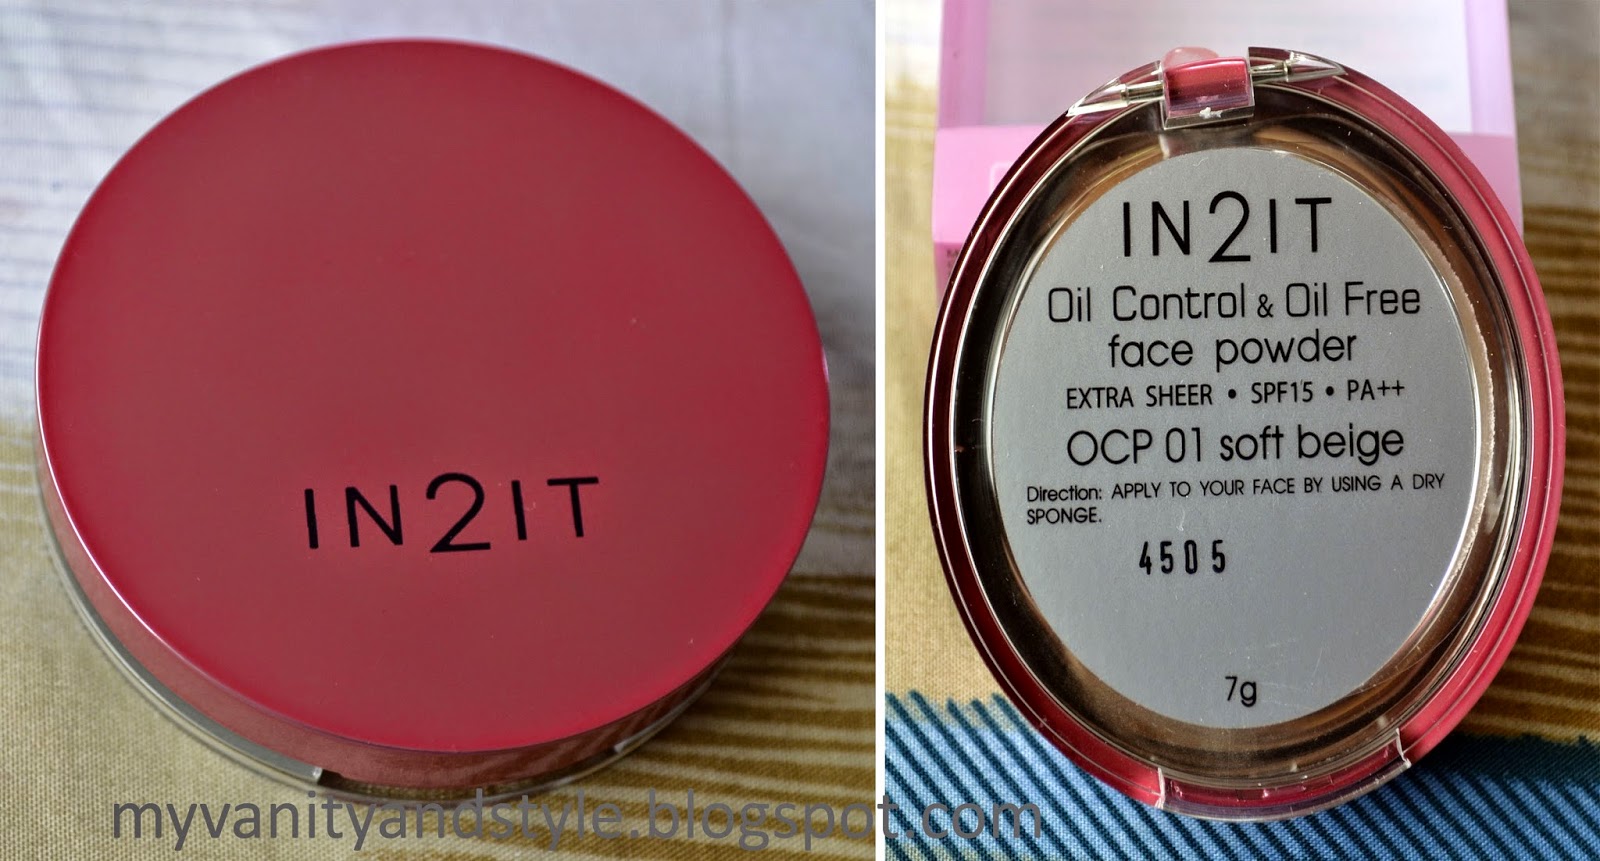 IN2IT
IN2IT
Oil Control & Oil Free
face powder
EXTRA SHEER • SPF15 • PA++
OCP 01 soft beige
Direction: APPLY TO YOUR FACE BY USING A DRY
SPONGE.
4505
7g
myvanityandstyle.blogspot.com